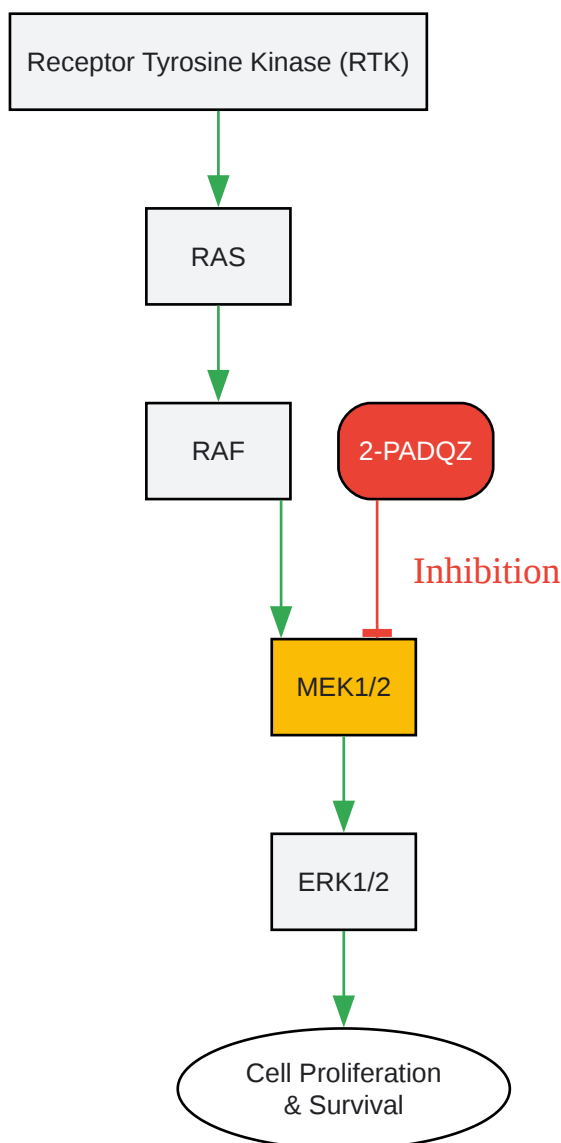 Receptor Tyrosine Kinase (RTK)
RAS
RAF
2-PADQZ
Inhibition
MEK1/2
ERK1/2
Cell Proliferation
& Survival